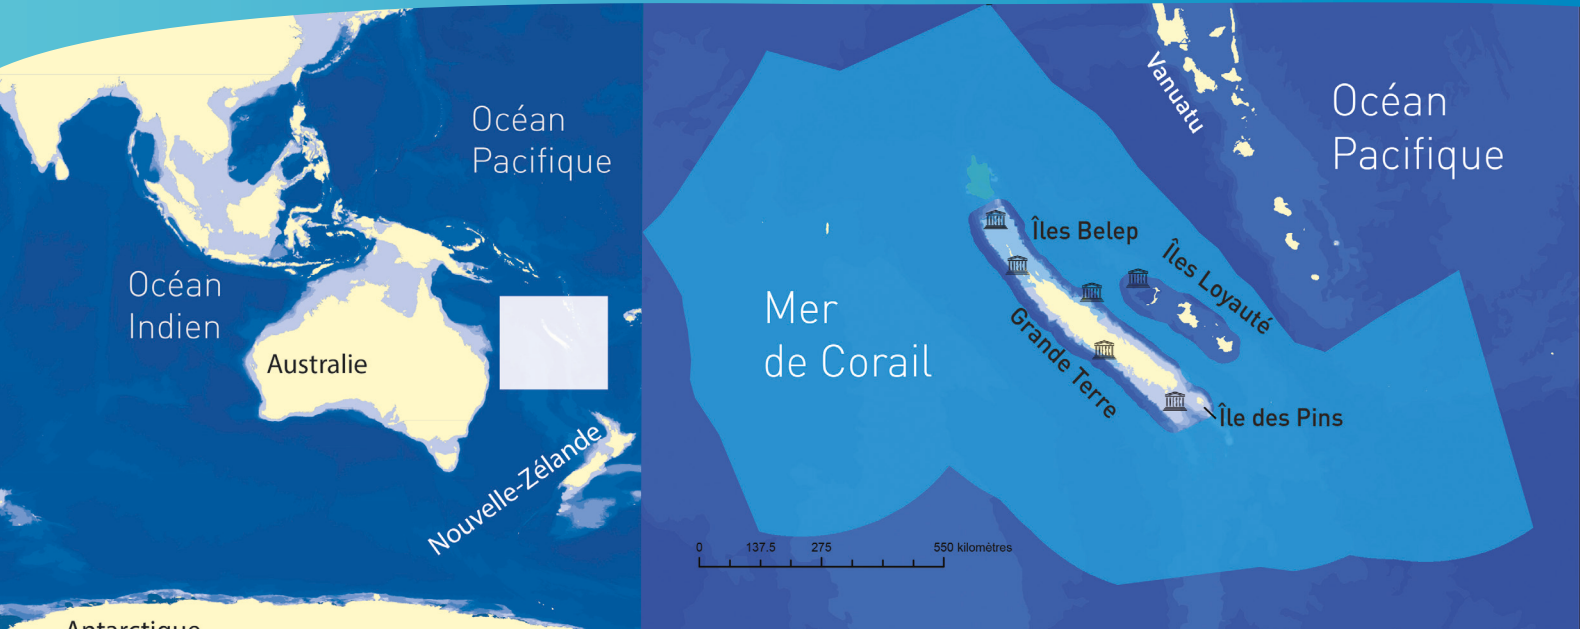 Océan
Pacifique
Océan
Indien
Australie
Nouvelle-Zélande
Antarctique
Vanuatu
Océan
Pacifique
Îles Belep
Îles Loyauté
Mer
de Corail
Grande Terre
Île des Pins
0 137.5 275 550 kilomètres